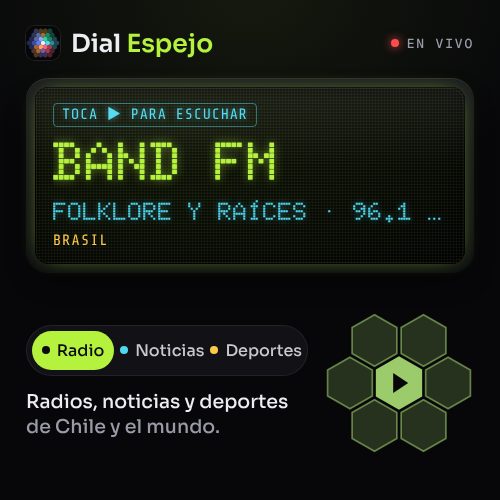 Dial Espejo
EN VIVO
TOCA ▶ PARA ESCUCHAR
BAND FM
FOLKLORE Y RAÍCES · 96.1 …
BRASIL
Radio Noticias Deportes
Radios, noticias y deportes
de Chile y el mundo.